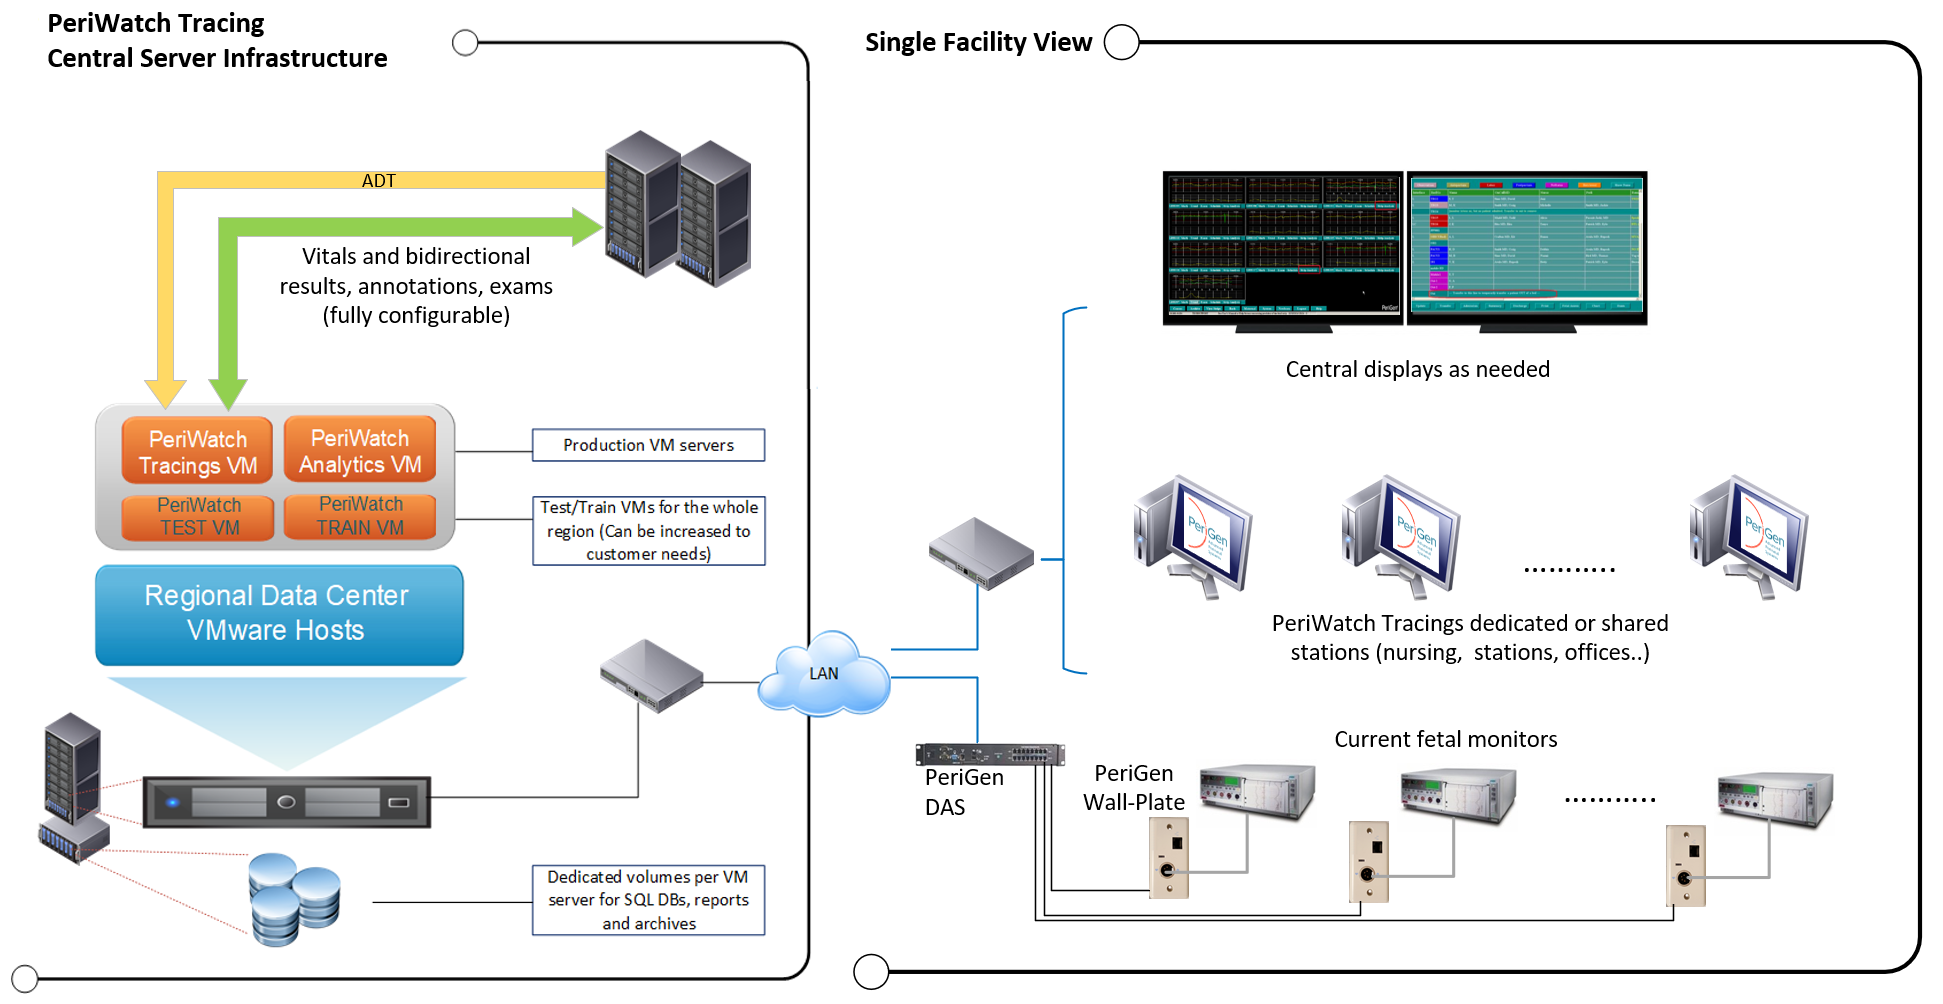 PeriWatch Tracing
Central Server Infrastructure
Single Facility View
ADT
Vitals and bidirectional
results, annotations, exams
(fully configurable)
PeriWatch
Tracings VM
PeriWatch
Analytics VM
PeriWatch
TEST VM
PeriWatch
TRAIN VM
Production VM servers
Test/Train VMs for the whole
region (Can be increased to
customer needs)
Regional Data Center
VMware Hosts
LAN
Dedicated volumes per VM
server for SQL DBs, reports
and archives
PeriGen
Central displays as needed
PeriGen
PeriGen
...........
PeriGen
PeriWatch Tracings dedicated or shared
stations (nursing, stations, offices..)
Current fetal monitors
PeriGen
DAS
PeriGen
Wall-Plate
...........